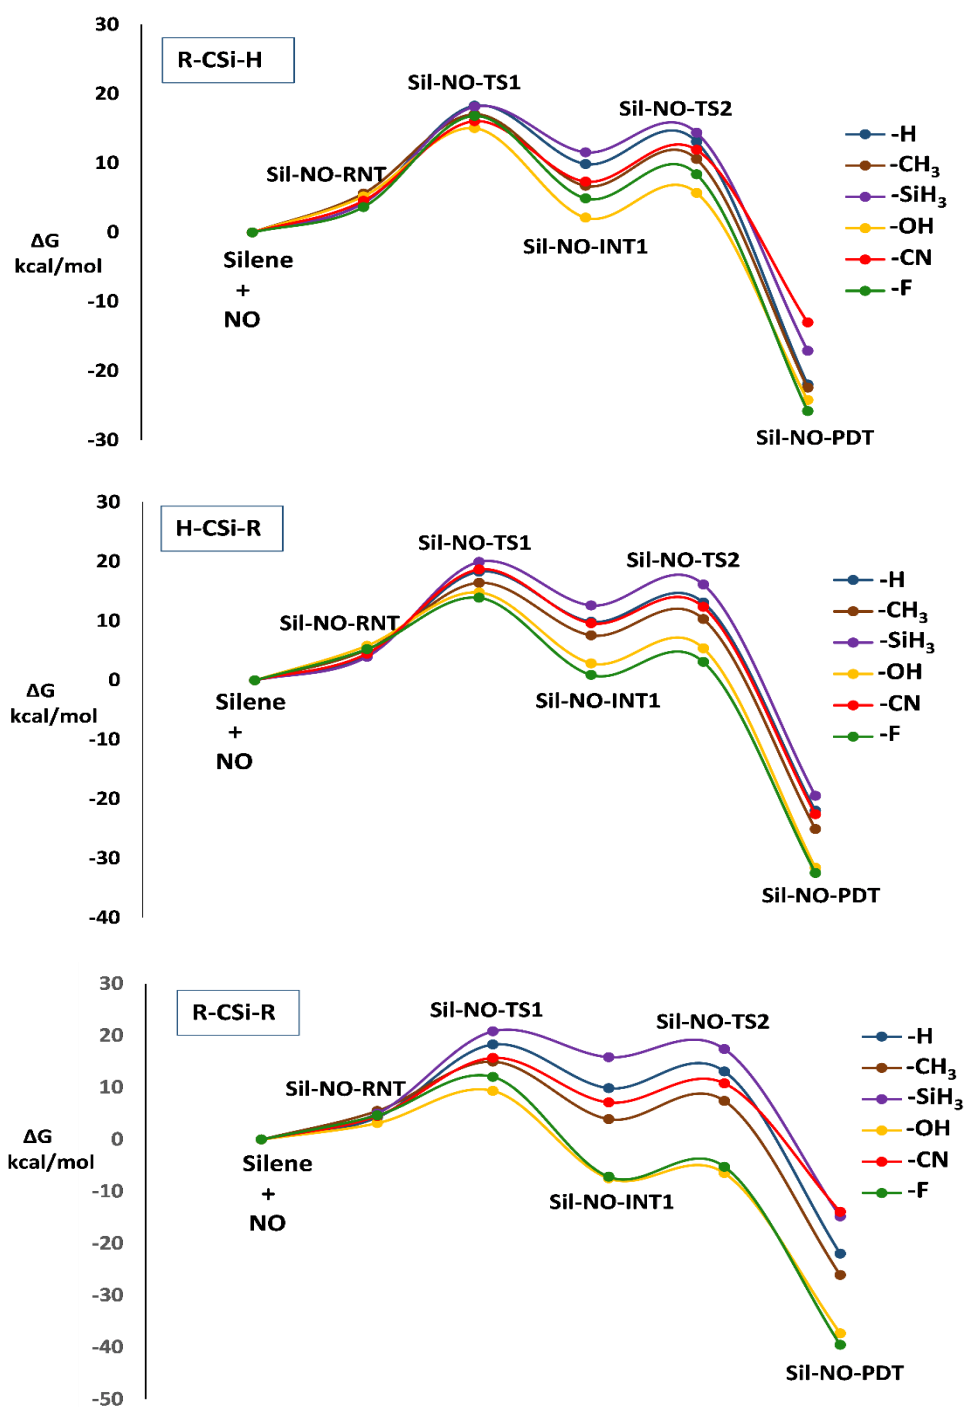 30
R-CSi-H
20
Sil-NO-TS1
Sil-NO-TS2
-H
10
-CH3
Sil-NO-RNT
-SiH3
0
-OH
ΔG
kcal/mol
Silene
+
NO
Sil-NO-INT1
-CN
-F
-10
-20
-30
Sil-NO-PDT
30
H-CSi-R
20
Sil-NO-TS1
Sil-NO-TS2
-H
10
-CH3
Sil-NO-RNT
-SiH3
0
-OH
ΔG
kcal/mol
Silene
+
NO
Sil-NO-INT1
-CN
-F
-10
-20
-30
-40
Sil-NO-PDT
30
R-CSi-R
20
Sil-NO-TS1
Sil-NO-TS2
-H
10
-CH3
Sil-NO-RNT
-SiH3
0
-OH
ΔG
kcal/mol
Silene
+
NO
Sil-NO-INT1
-CN
-F
-10
-20
-30
-40
-50
Sil-NO-PDT